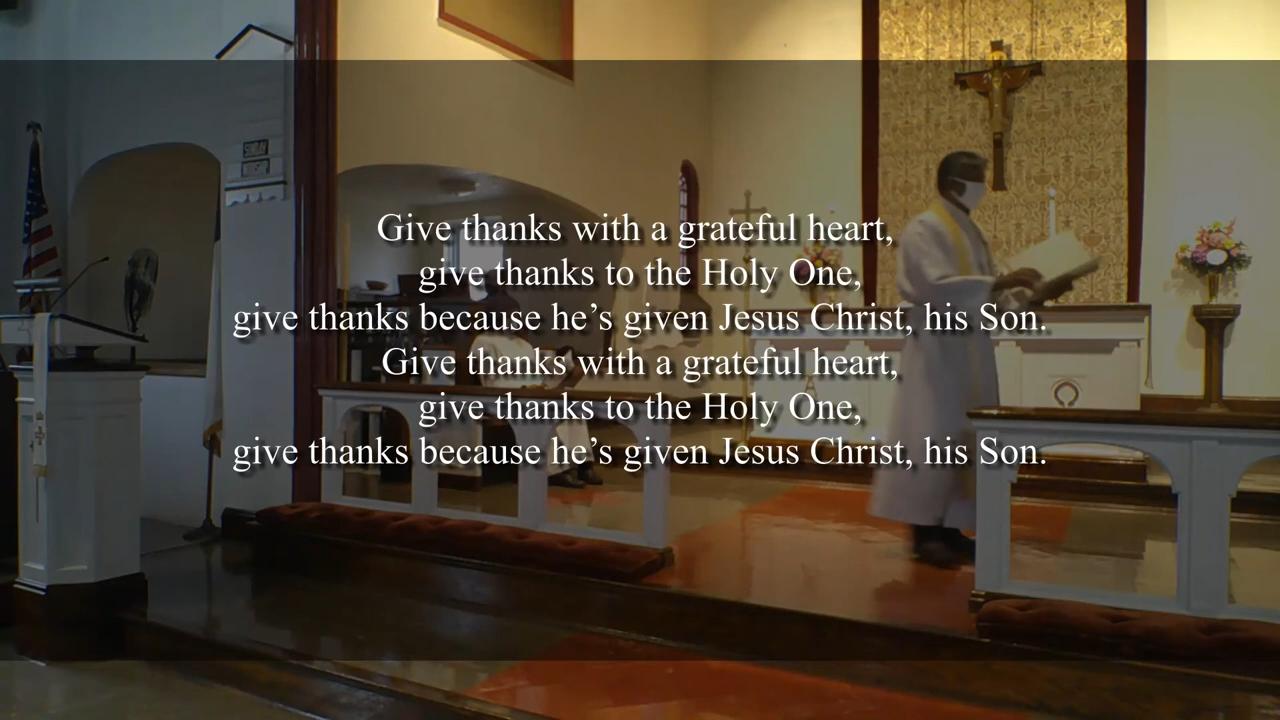 SUNDAY
WORSHIP
Give thanks with a grateful heart,
give thanks to the Holy One,
give thanks because he’s given Jesus Christ, his Son.
Give thanks with a grateful heart,
give thanks to the Holy One,
give thanks because he’s given Jesus Christ, his Son.